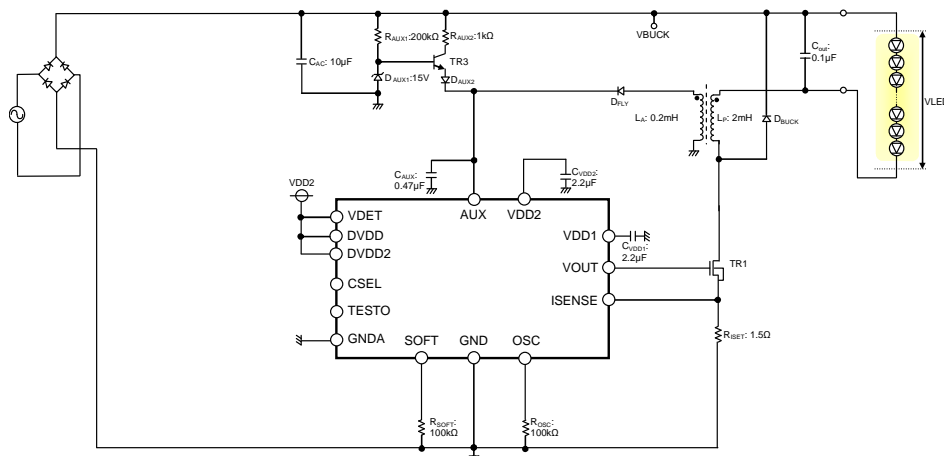 RAUX1:200kΩ
RAUX2:1kΩ
VBUCK
Cout:
0.1μF
CAC: 10μF
TR3
DAUX1:15V
DAUX2
VLED
DFLY
LA: 0.2mH
LP: 2mH
DBUCK
CAUX:
0.47μF
CVDD2:
2.2μF
VDD2
AUX
VDD2
VDET
DVDD
DVDD2
CSEL
TESTO
GNDA
VDD1
CVDD1:
2.2μF
VOUT
TR1
ISENSE
SOFT
GND
OSC
RISET: 1.5Ω
RSOFT:
100kΩ
ROSC:
100kΩ